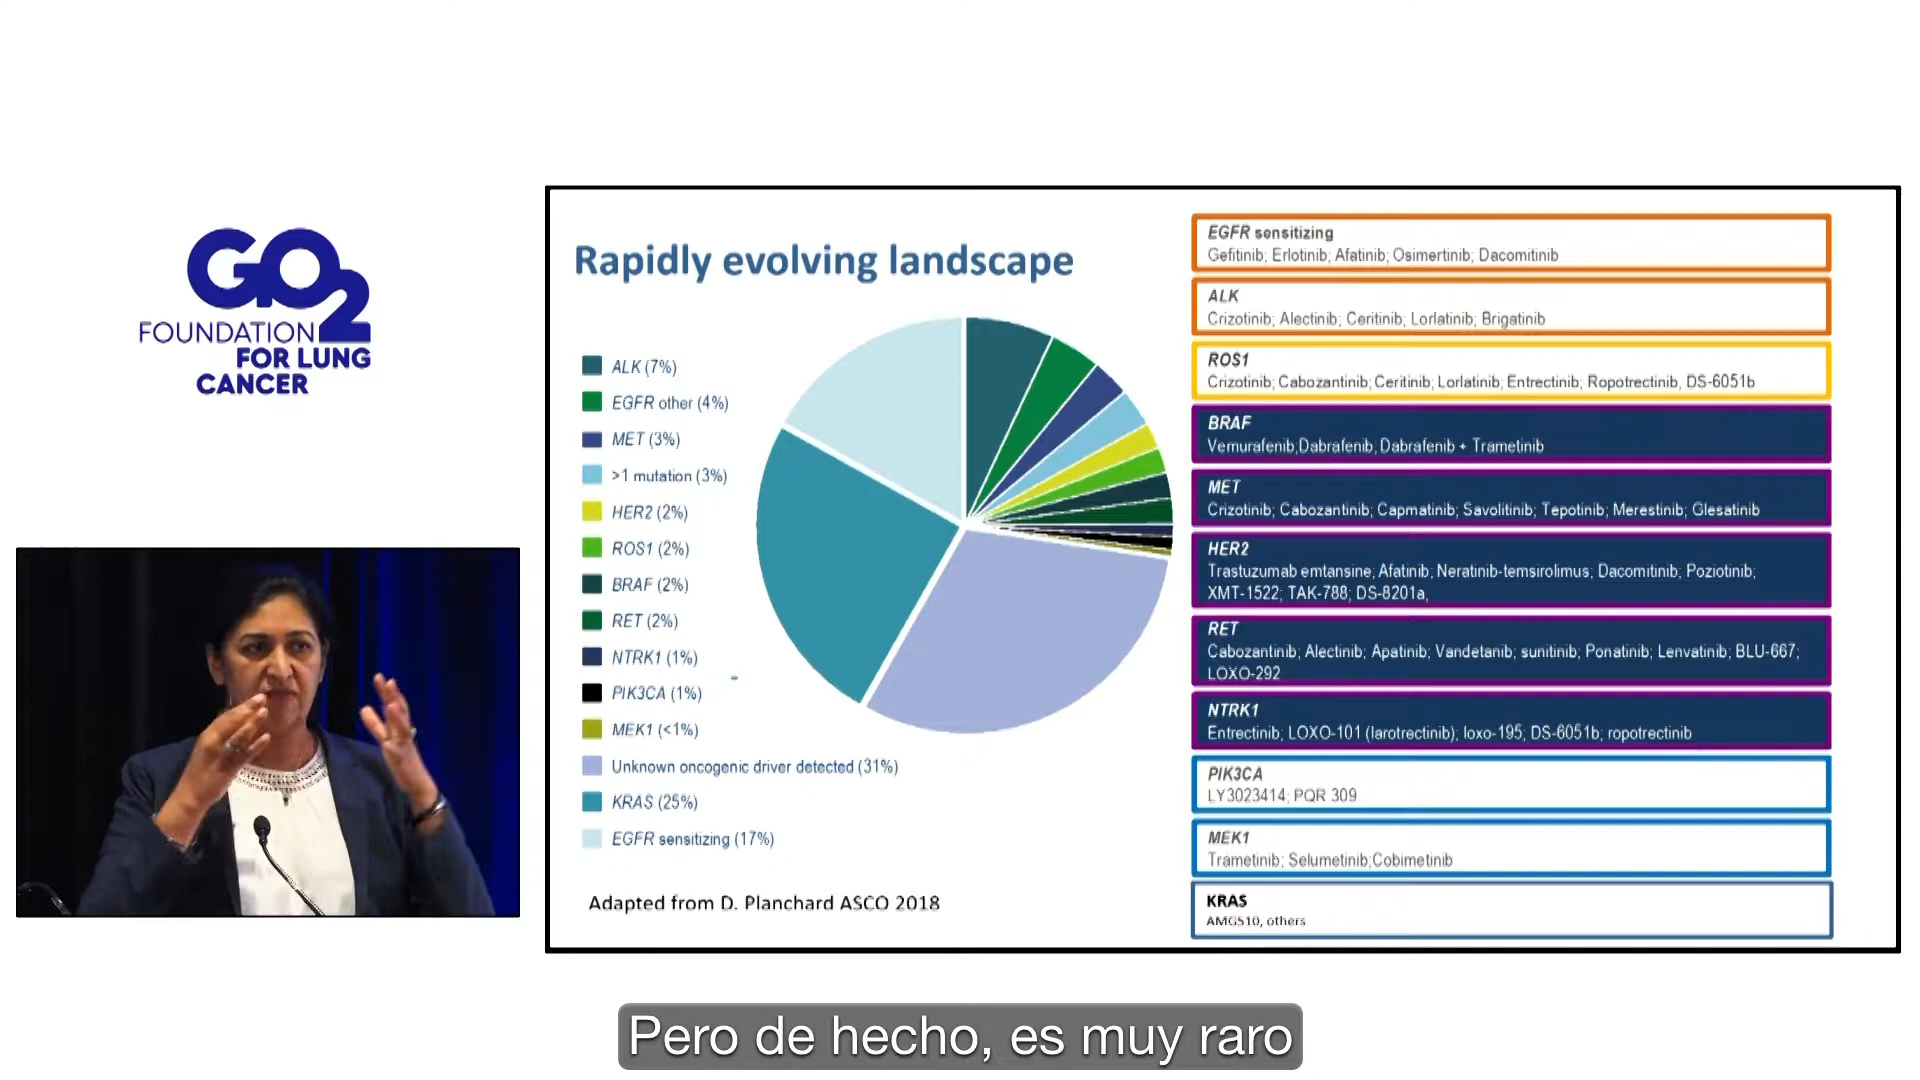 GO2
FOUNDATION
FOR LUNG
CANCER
Rapidly evolving landscape
ALK (7%)
EGFR other (4%)
MET (3%)
>1 mutation (3%)
HER2 (2%)
ROS1 (2%)
BRAF (2%)
RET (2%)
NTRK1 (1%)
PIK3CA (1%)
MEK1 (<1%)
Unknown oncogenic driver detected (31%)
KRAS (25%)
EGFR sensitizing (17%)
Adapted from D. Planchard ASCO 2018
EGFR sensitizing
Gefitinib; Erlotinib; Afatinib; Osimertinib; Dacomitinib
ALK
Crizotinib; Alectinib; Ceritinib; Lorlatinib; Brigatinib
ROS1
Crizotinib; Cabozantinib; Ceritinib; Lorlatinib; Entrectinib; Ropotrectinib, DS-6051b
BRAF
Vemurafenib,Dabrafenib; Dabrafenib + Trametinib
MET
Crizotinib; Cabozantinib; Capmatinib; Savolitinib; Tepotinib; Merestinib; Glesatinib
HER2
Trastuzumab emtansine; Afatinib; Neratinib-temsirolimus; Dacomitinib; Poziotinib;
XMT-1522; TAK-788; DS-8201a,
RET
Cabozantinib; Alectinib; Apatinib; Vandetanib; sunitinib; Ponatinib; Lenvatinib; BLU-667;
LOXO-292
NTRK1
Entrectinib; LOXO-101 (larotrectinib); loxo-195; DS-6051b; ropotrectinib
PIK3CA
LY3023414; PQR 309
MEK1
Trametinib; Selumetinib;Cobimetinib
KRAS
AMG510, others
Pero de hecho, es muy raro